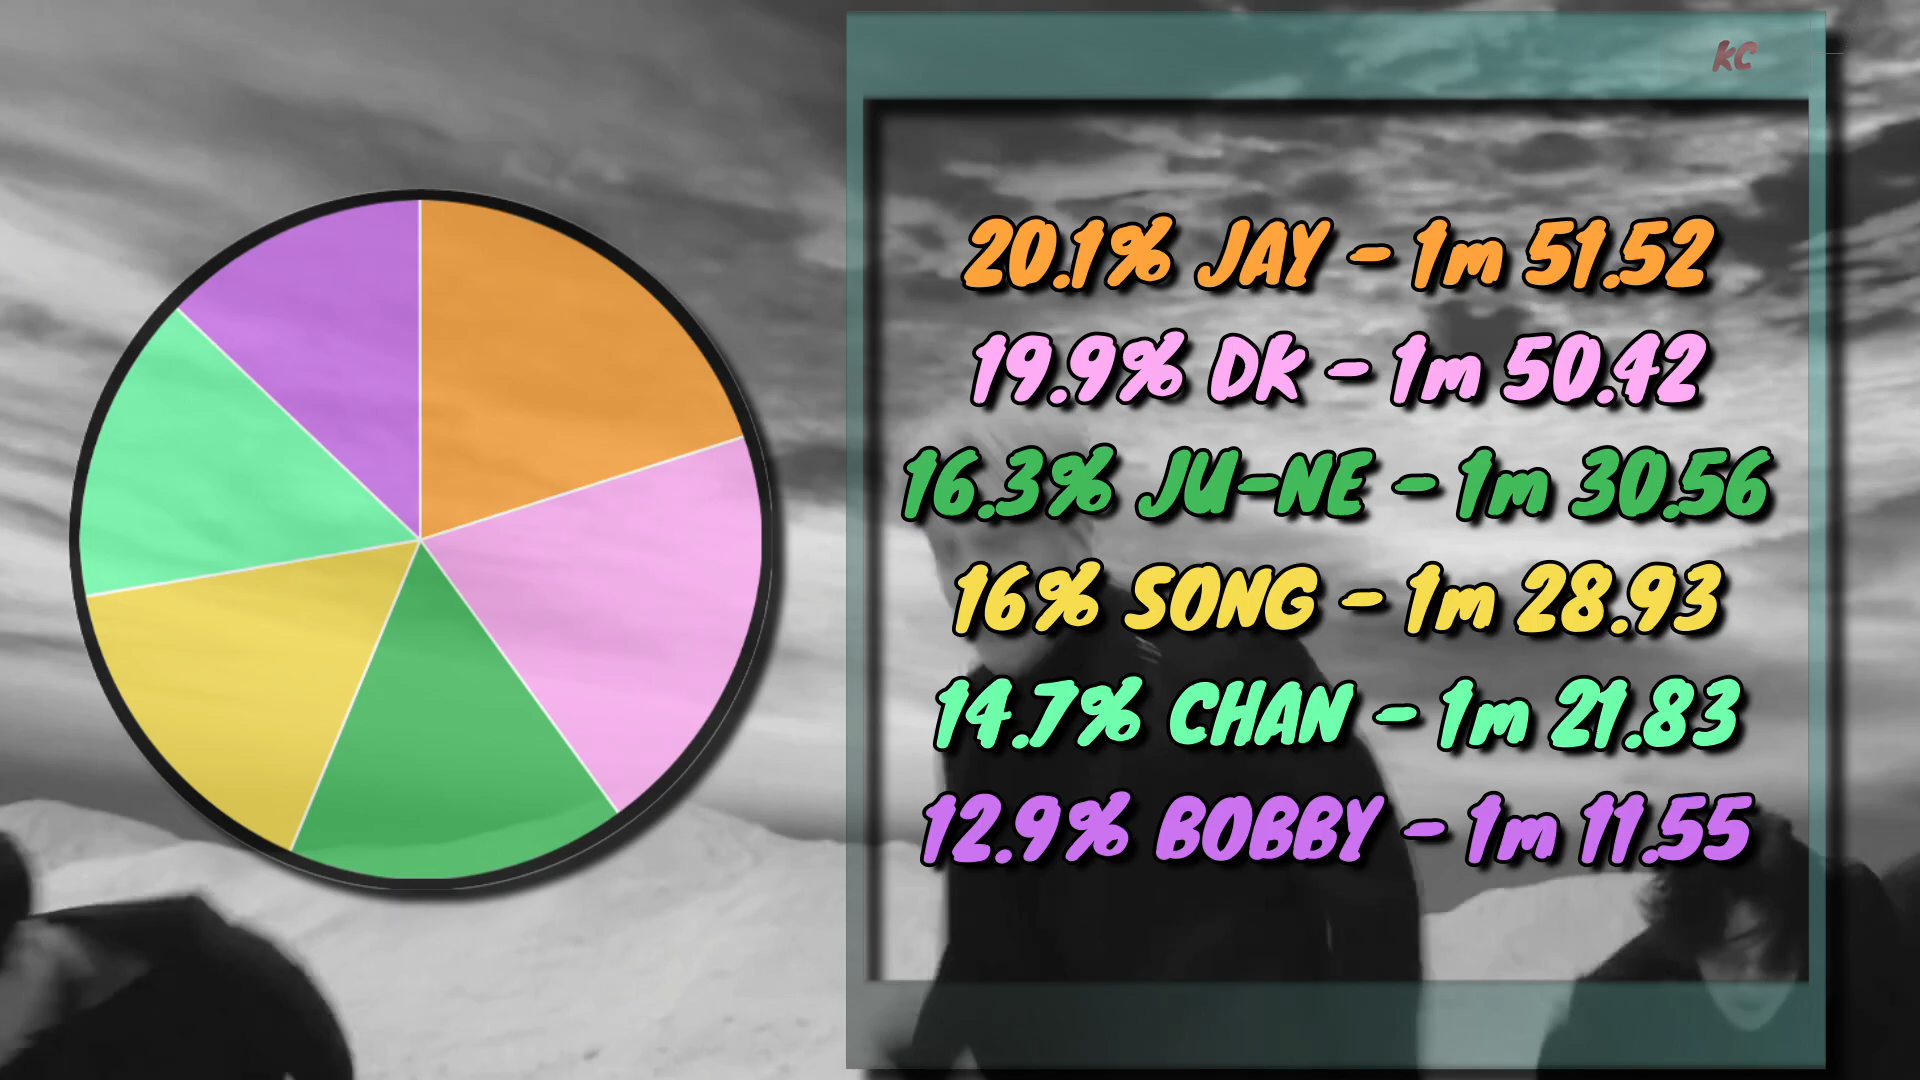 KC
20.1% JAY - 1m 51.52
19.9% DK - 1m 50.42
16.3% JU-NE - 1m 30.56
16% SONG - 1m 28.93
14.7% CHAN - 1m 21.83
12.9% BOBBY - 1m 11.55